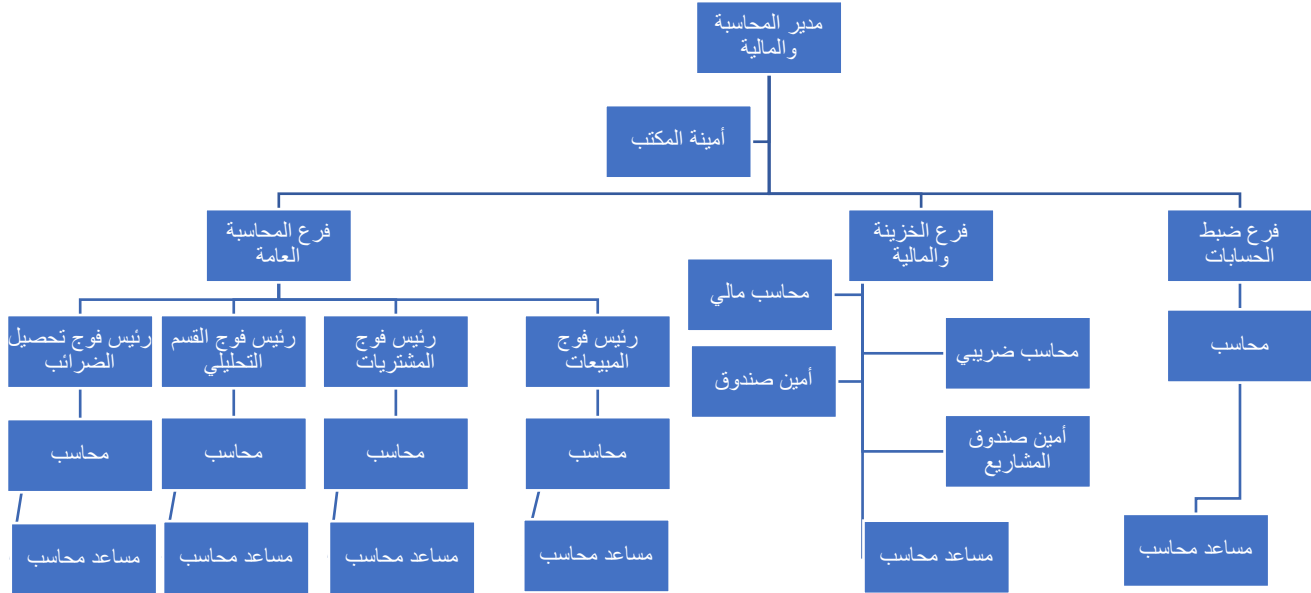 مدير المحاسبة
والمالية
أمينة المكتب
فرع ضبط
الحسابات
فرع الخزينة
والمالية
فرع المحاسبة
العامة
محاسب
مساعد محاسب
محاسب مالي
محاسب ضريبي
أمين صندوق
أمين صندوق
المشاريع
مساعد محاسب
رئيس فوج
المبيعات
رئيس فوج
المشتريات
رئيس فوج القسم
التحليلي
رئيس فوج تحصيل
الضرائب
محاسب
محاسب
محاسب
محاسب
مساعد محاسب
مساعد محاسب
مساعد محاسب
مساعد محاسب